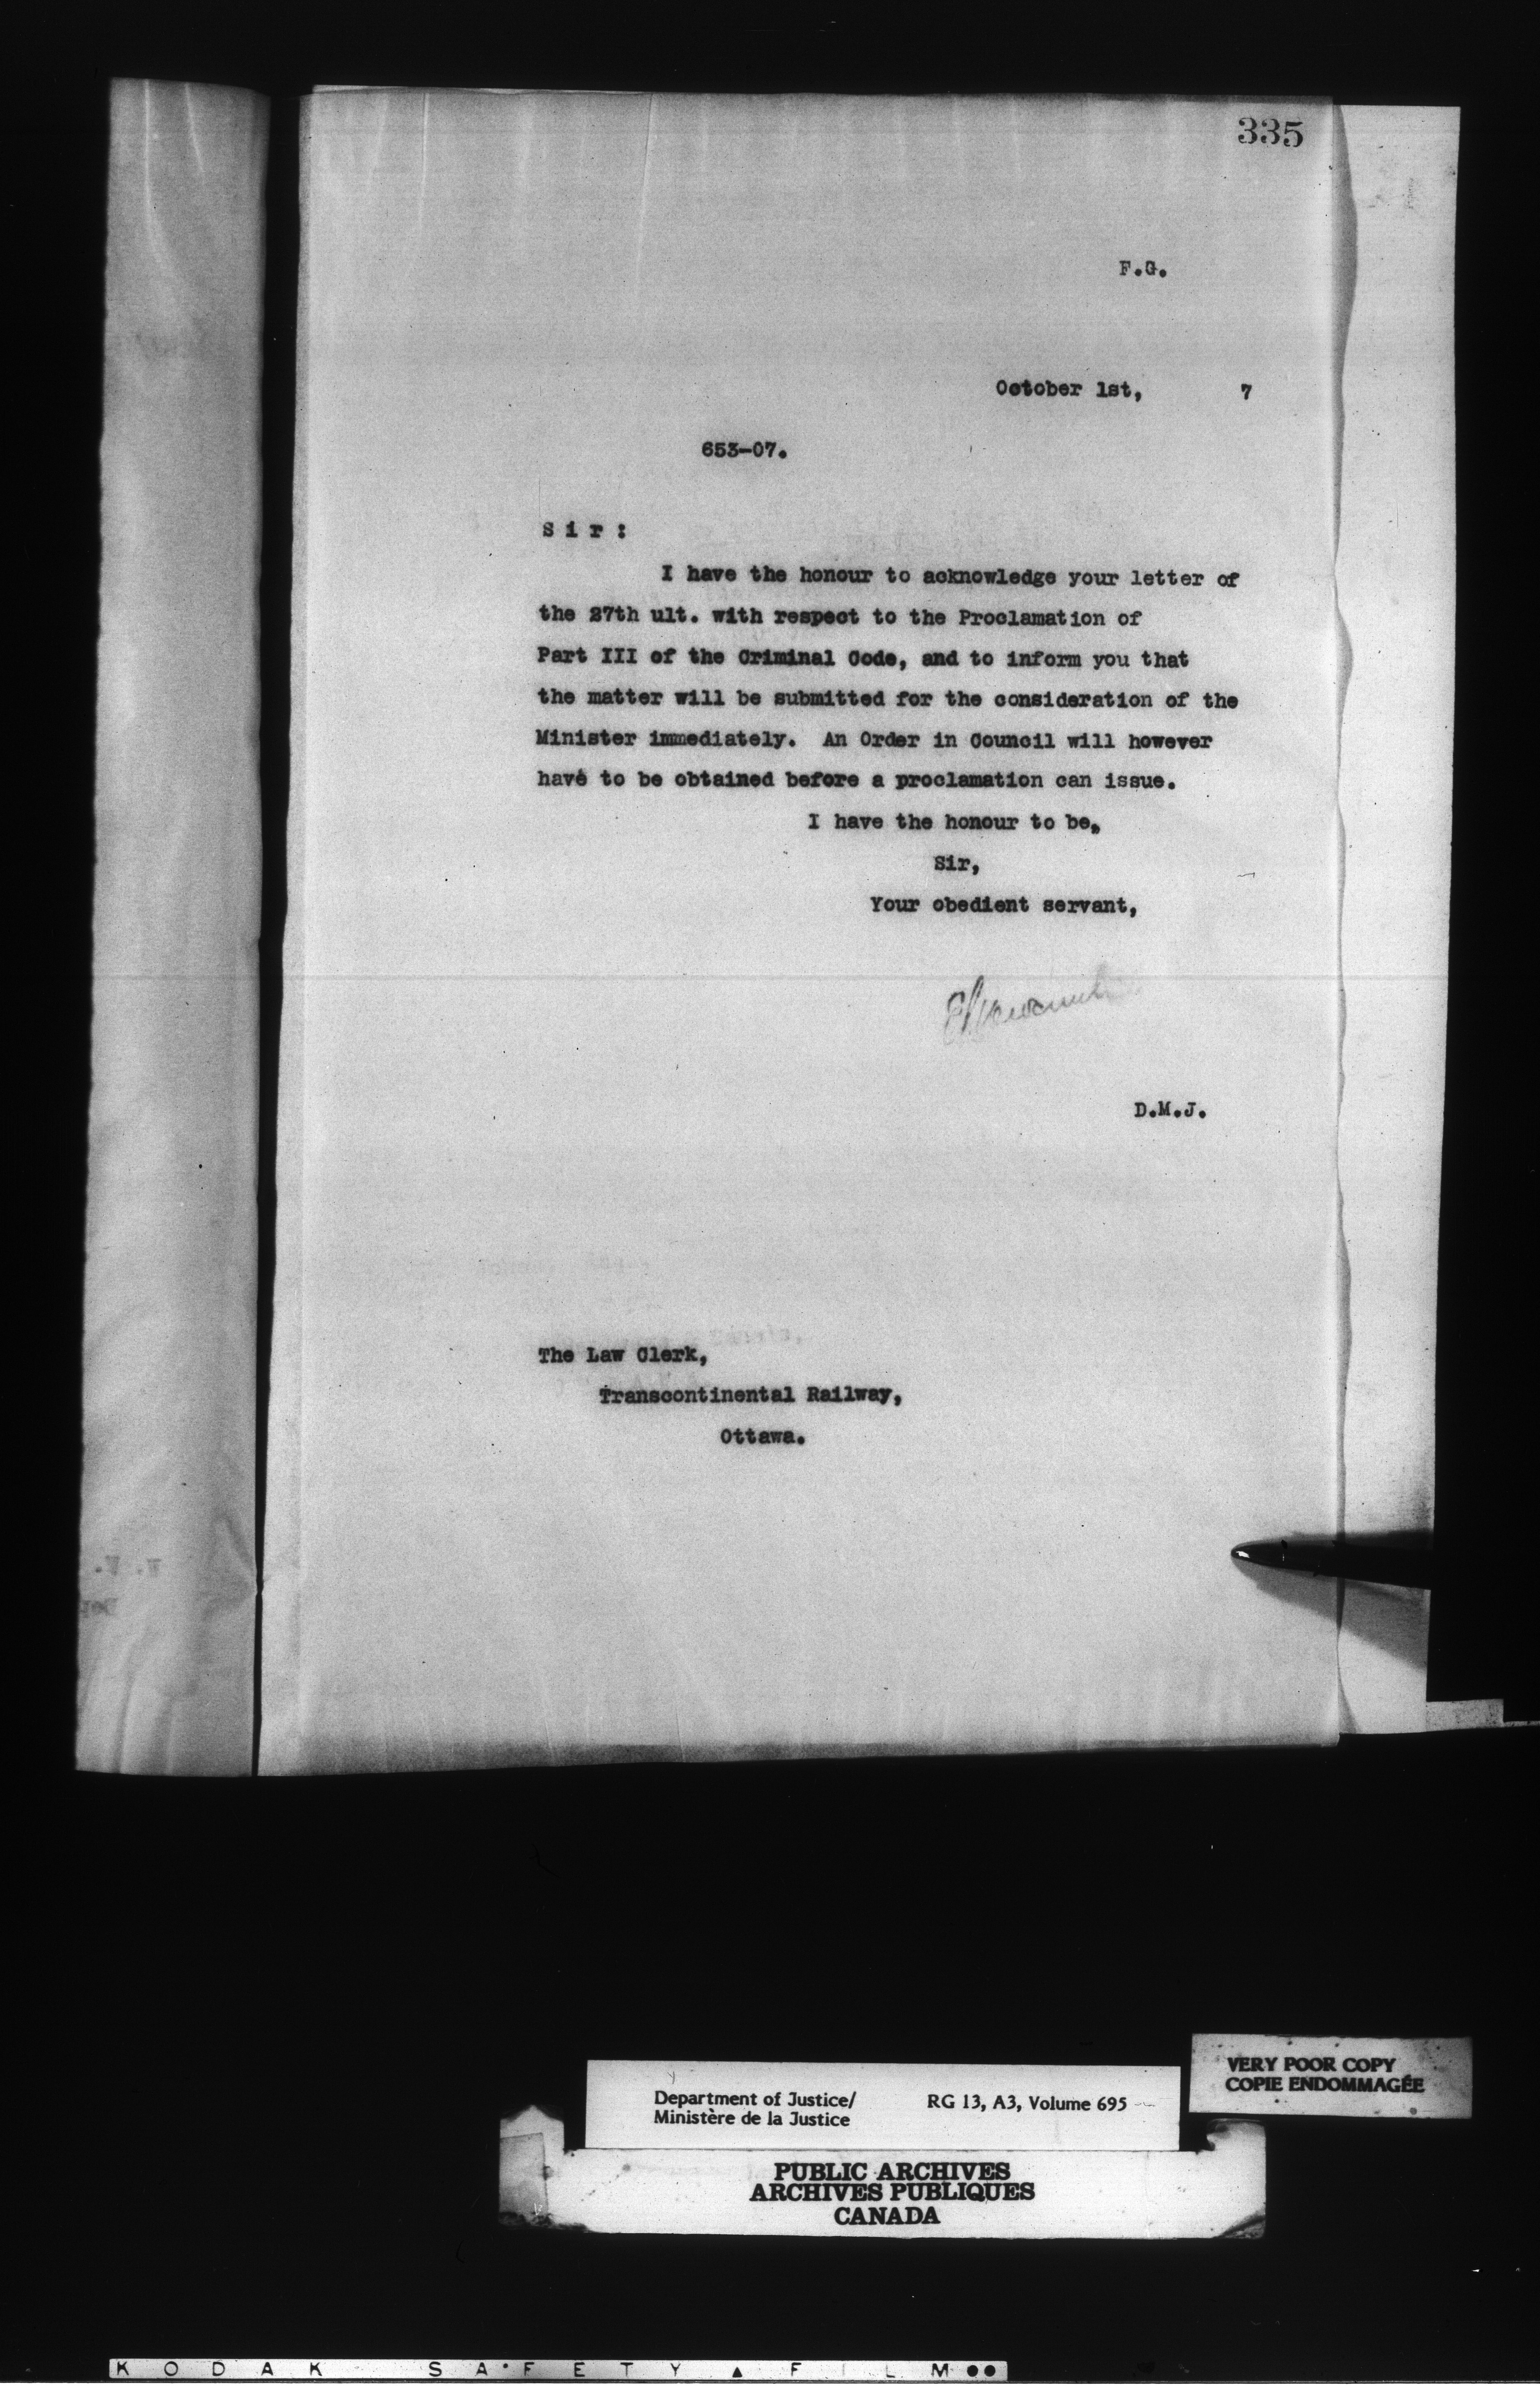 335
F.G.
October 1st, 7
653-07.
Sir:
I have the honour to acknowledge your letter of
the 27th ult. with respect to the Proclamation of
Part III of the Criminal Code, and to inform you that
the matter will be submitted for the consideration of the
Minister immediately. An Order in Council will however
have to be obtained before a proclamation can issue.
I have the honour to be,
Sir,
Your obedient servant,
D.M.J.
The Law Clerk,
Transcontinental Railway,
Ottawa.
VERY POOR COPY
COPIE ENDOMMAGÉE
Department of Justice/ RG 13, A3, Volume 695
Ministère de la Justice
PUBLIC ARCHIVES
ARCHIVES PUBLIQUES
CANADA
KODAK SAFETY ▲ FILM ●●